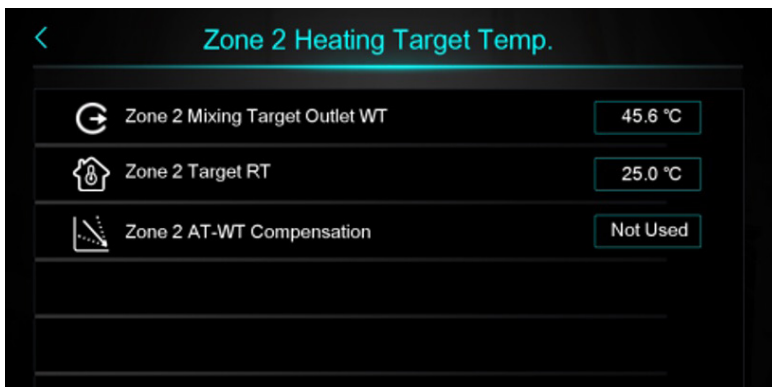 Zone 2 Heating Target Temp.
Zone 2 Mixing Target Outlet WT 45.6 ℃
Zone 2 Target RT 25.0 ℃
Zone 2 AT-WT Compensation Not Used